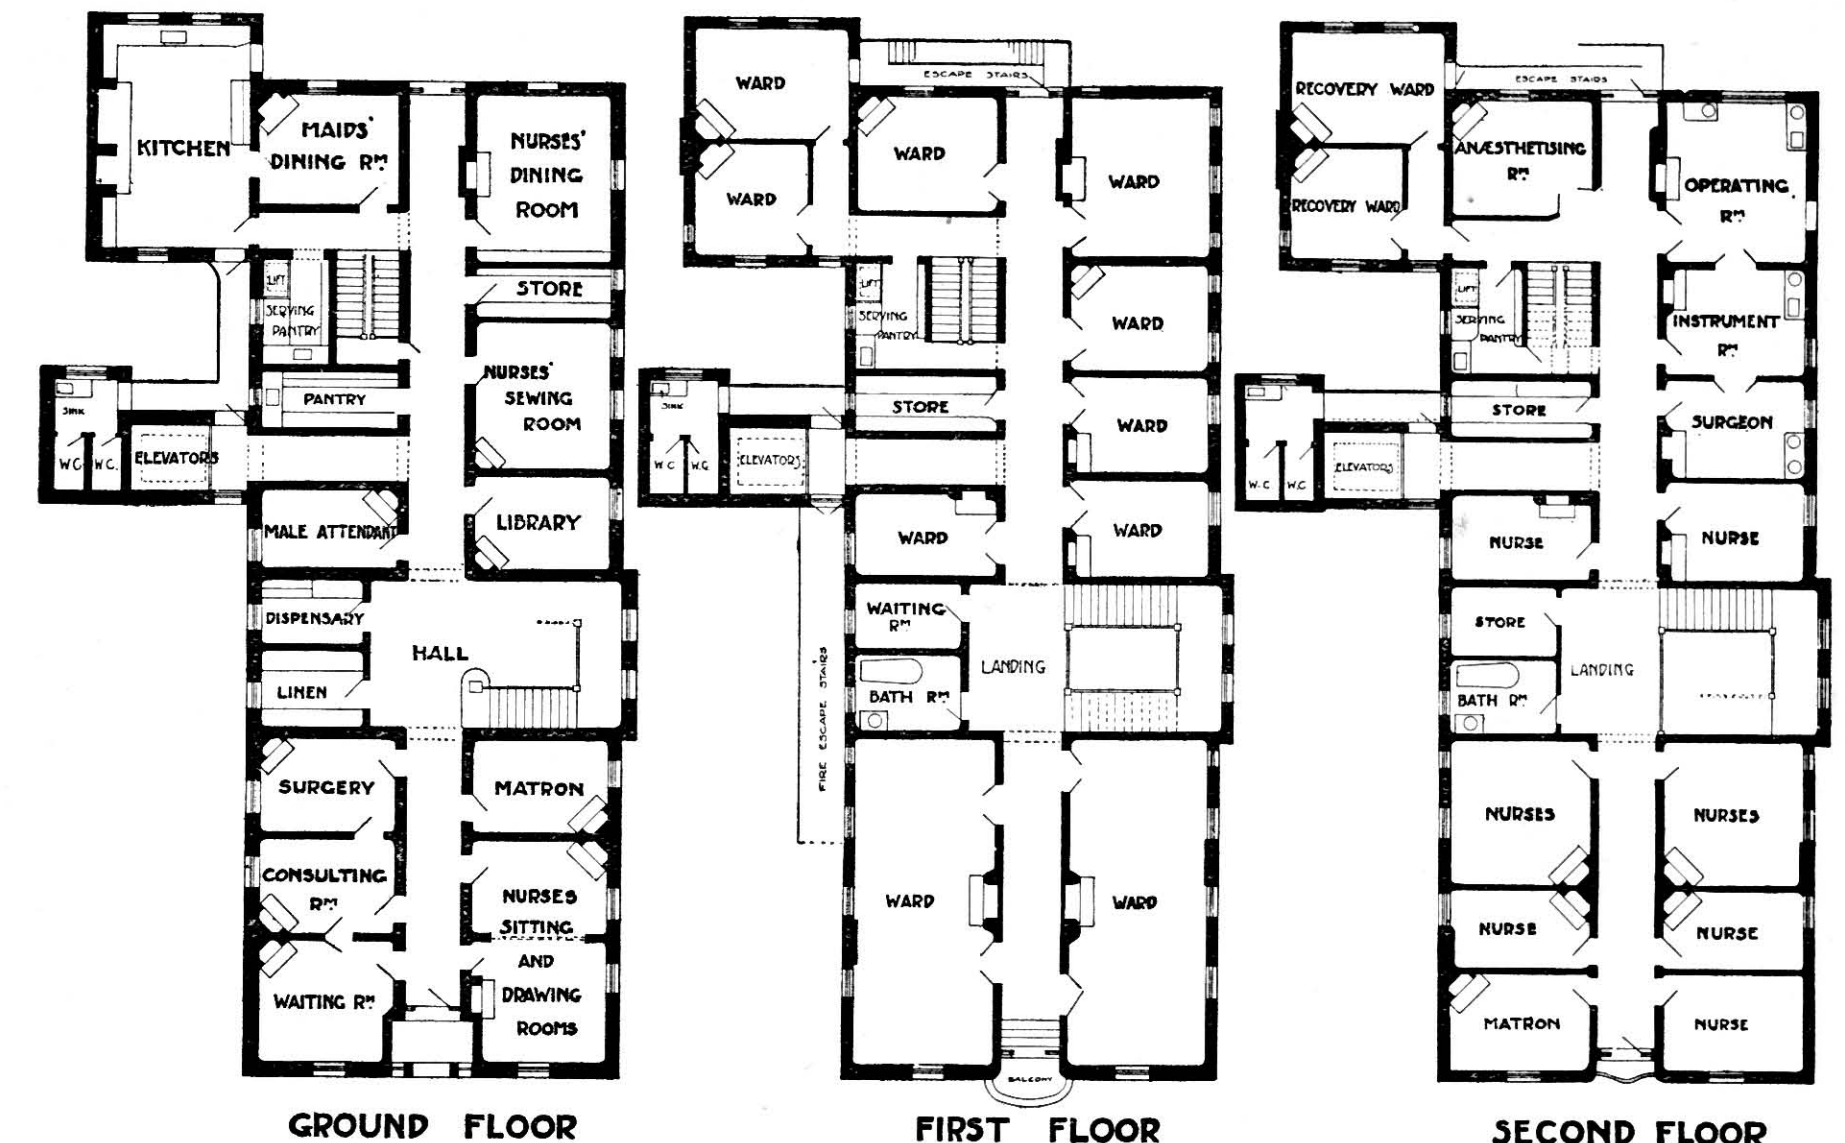 KITCHEN
MAIDS'
DINING RM
NURSES'
DINING
ROOM
LIFT
SERVING
PANTRY
STORE
NURSES'
SEWING
ROOM
PANTRY
SINK
W.C.
W.C.
ELEVATORS
MALE ATTENDANT
LIBRARY
DISPENSARY
HALL
LINEN
SURGERY
MATRON
CONSULTING
RM
NURSES
SITTING
AND
DRAWING
ROOMS
WAITING RM
GROUND FLOOR
WARD
ESCAPE STAIRS
WARD
WARD
WARD
LIFT
SERVING
PANTRY
WARD
STORE
WARD
SINK
W.C
W.C.
ELEVATORS
WARD
WARD
WAITING
RM
LANDING
BATH RM
FIRE ESCAPE STAIRS
WARD
WARD
BALCONY
FIRST FLOOR
RECOVERY WARD
ESCAPE STAIRS
ANÆSTHETISING
RM
OPERATING
RM
RECOVERY WARD
LIFT
SERVING
PANTRY
INSTRUMENT
RM
STORE
SURGEON
W.C
W.C
ELEVATORS
NURSE
NURSE
STORE
LANDING
BATH RM
NURSES
NURSES
NURSE
NURSE
MATRON
NURSE
SECOND FLOOR